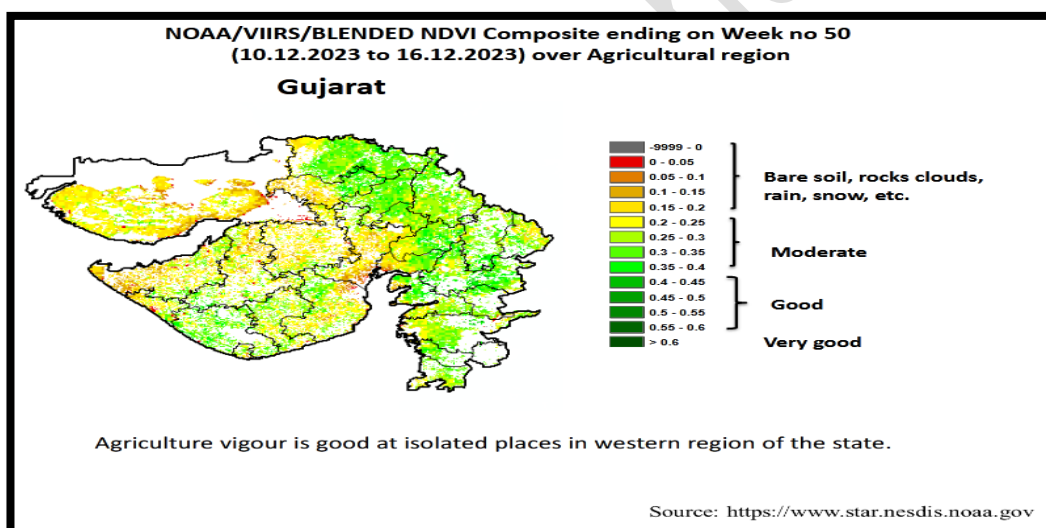 NOAA/VIIRS/BLENDED NDVI Composite ending on Week no 50
(10.12.2023 to 16.12.2023) over Agricultural region
Gujarat
-9999 - 0
0 - 0.05
0.05 - 0.1
0.1 - 0.15
0.15 - 0.2
0.2 - 0.25
0.25 - 0.3
0.3 - 0.35
0.35 - 0.4
0.4 - 0.45
0.45 - 0.5
0.5 - 0.55
0.55 - 0.6
> 0.6
Bare soil, rocks clouds,
rain, snow, etc.
Moderate
Good
Very good
Agriculture vigour is good at isolated places in western region of the state.
Source: https://www.star.nesdis.noaa.gov